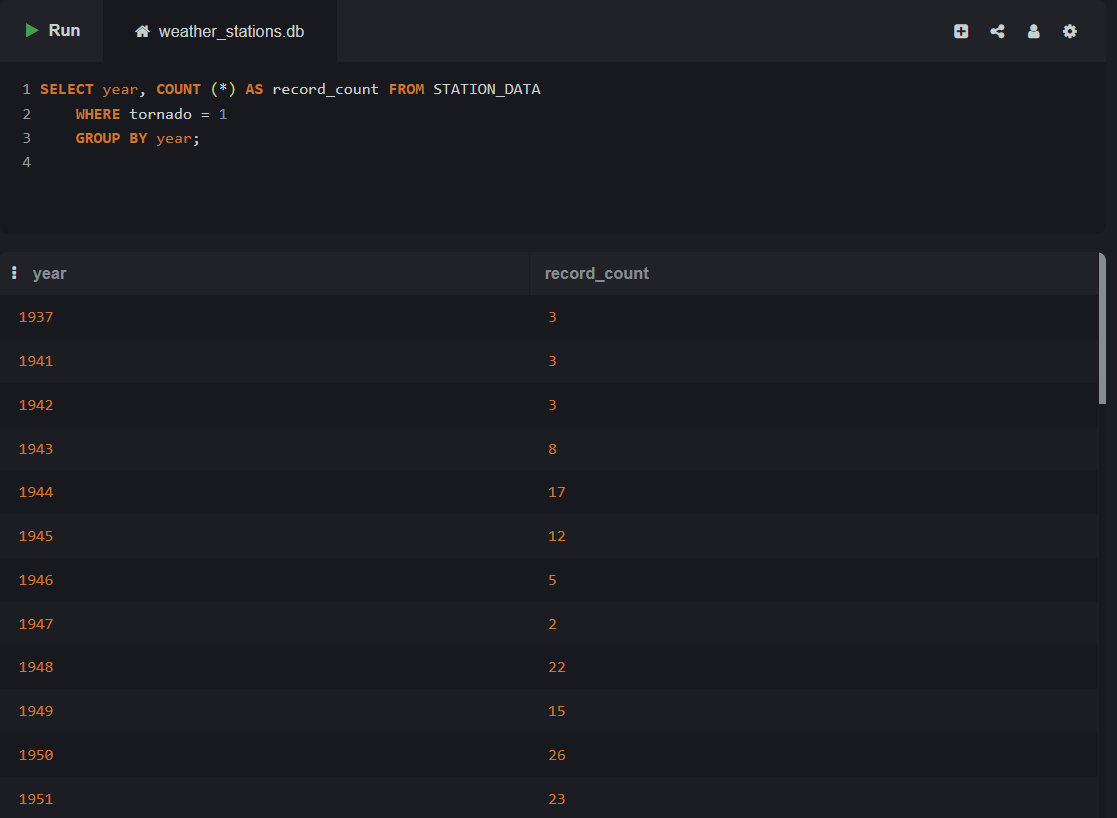 Run weather_stations.db
1 SELECT year, COUNT (*) AS record_count FROM STATION_DATA
2 WHERE tornado = 1
3 GROUP BY year;
4
year record_count
1937 3
1941 3
1942 3
1943 8
1944 17
1945 12
1946 5
1947 2
1948 22
1949 15
1950 26
1951 23